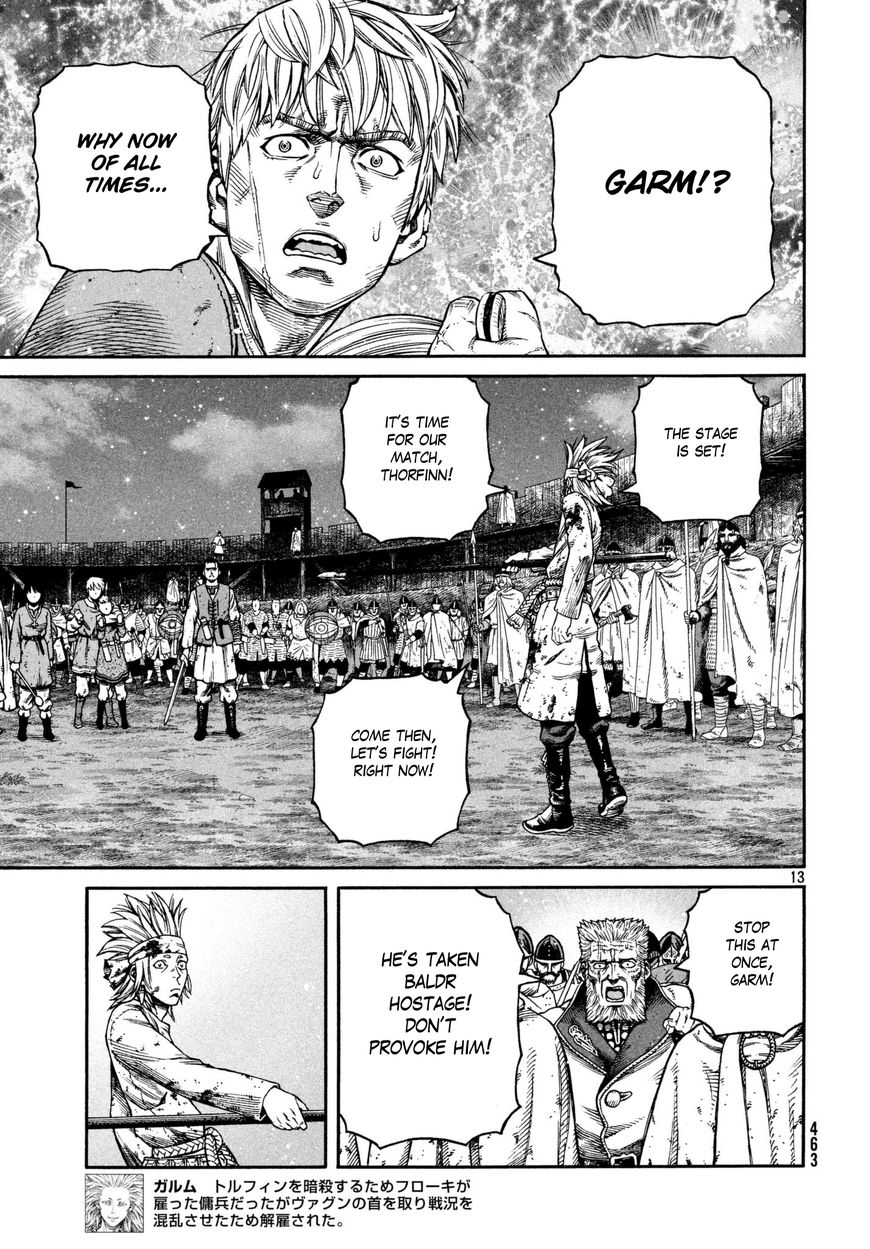 GARM!?
WHY NOW
OF ALL
TIMES...
THE STAGE
IS SET!
IT'S TIME
FOR OUR
MATCH,
THORFINN!
COME THEN,
LET'S FIGHT!
RIGHT NOW!
13
STOP
THIS AT
ONCE,
GARM!
HE'S TAKEN
BALDR
HOSTAGE!
DON'T
PROVOKE HIM!
463
ガルム トルフィンを暗殺するためフローキが
雇った傭兵だったがヴァグンの首を取り戦況を
混乱させたため解雇された。